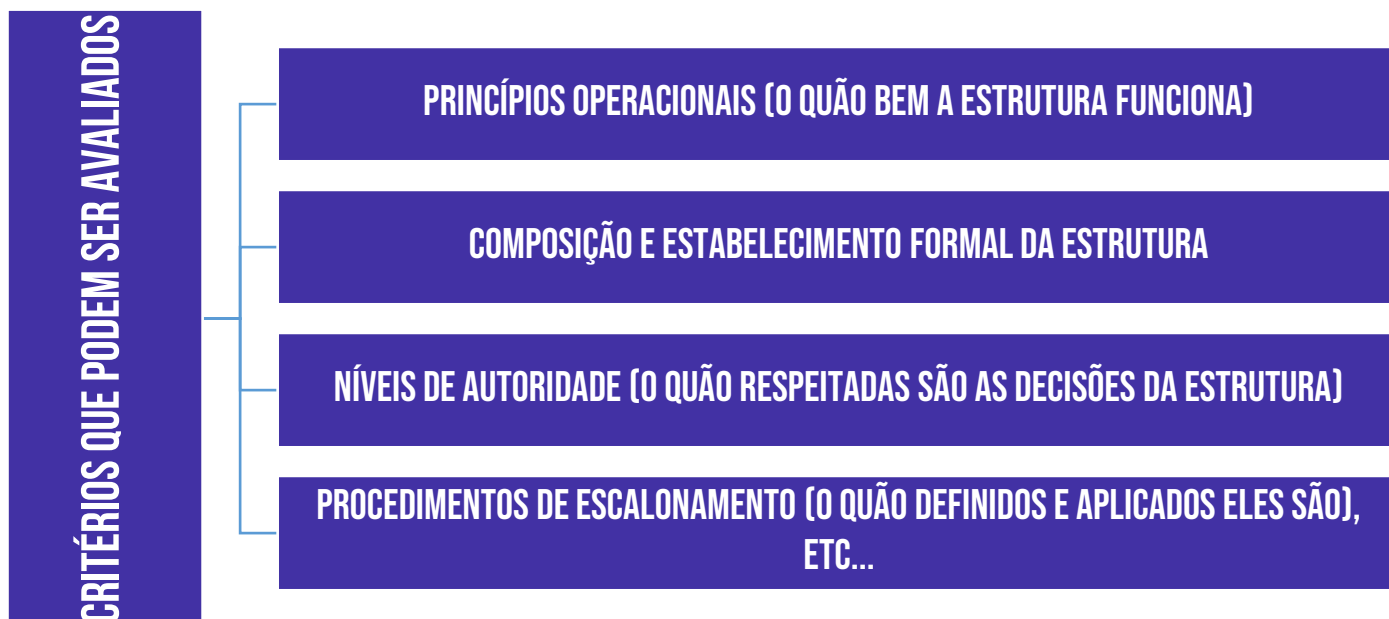 CRITÉRIOS QUE PODEM SER AVALIADOS
PRINCÍPIOS OPERACIONAIS (O QUÃO BEM A ESTRUTURA FUNCIONA)
COMPOSIÇÃO E ESTABELECIMENTO FORMAL DA ESTRUTURA
NÍVEIS DE AUTORIDADE (O QUÃO RESPEITADAS SÃO AS DECISÕES DA ESTRUTURA)
PROCEDIMENTOS DE ESCALONAMENTO (O QUÃO DEFINIDOS E APLICADOS ELES SÃO),
ETC...